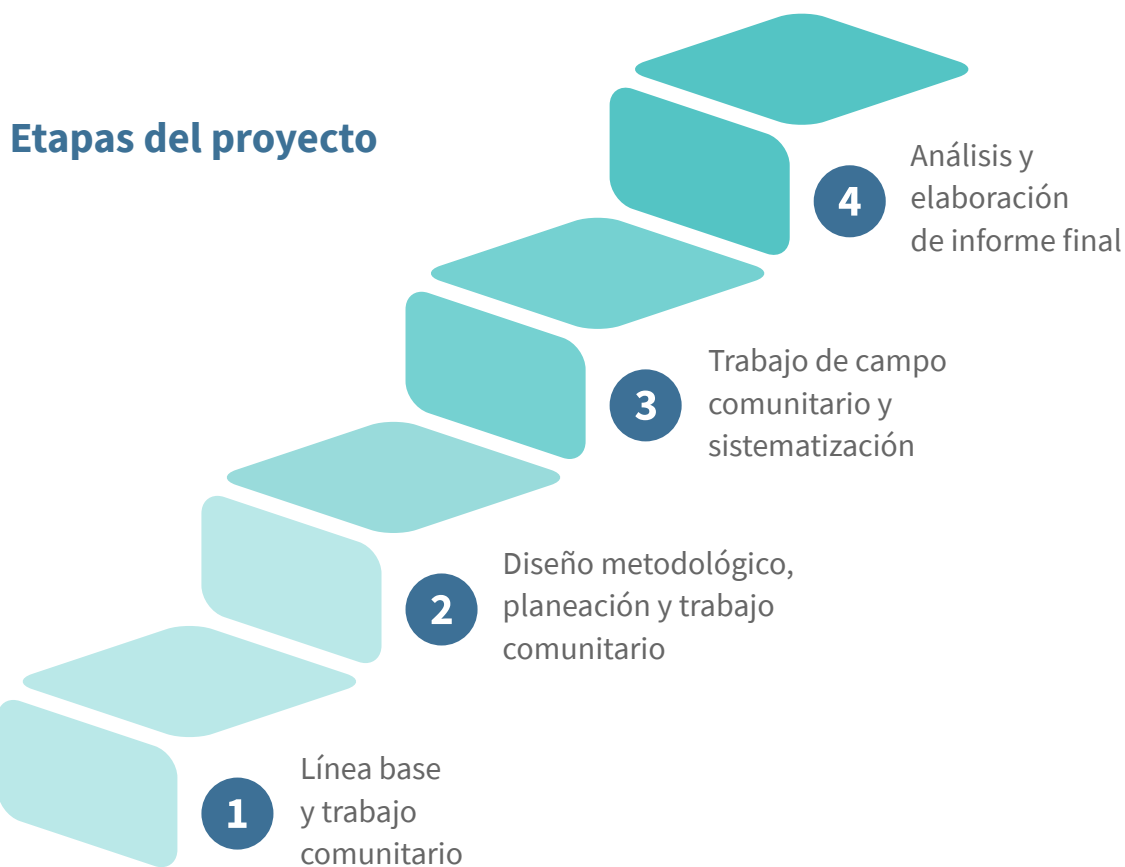 Etapas del proyecto
4
Análisis y
elaboración
de informe final
3
Trabajo de campo
comunitario y
sistematización
2
Diseño metodológico,
planeación y trabajo
comunitario
1
Línea base
y trabajo
comunitario